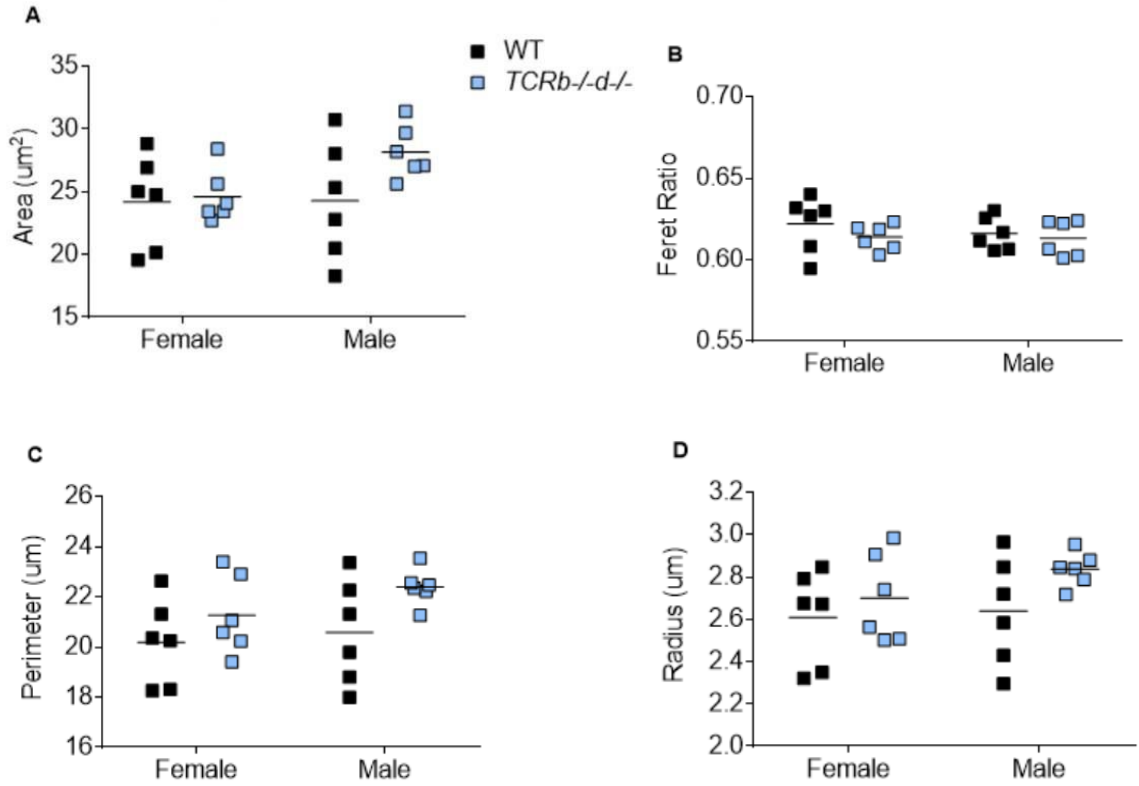 A
35
30
25
20
15
Area (um²)
Female
Male
WT
TCRb-/-d-/-
B
0.70
0.65
0.60
0.55
Feret Ratio
Female
Male
C
26
24
22
20
18
16
Perimeter (um)
Female
Male
D
3.2
3.0
2.8
2.6
2.4
2.2
2.0
Radius (um)
Female
Male